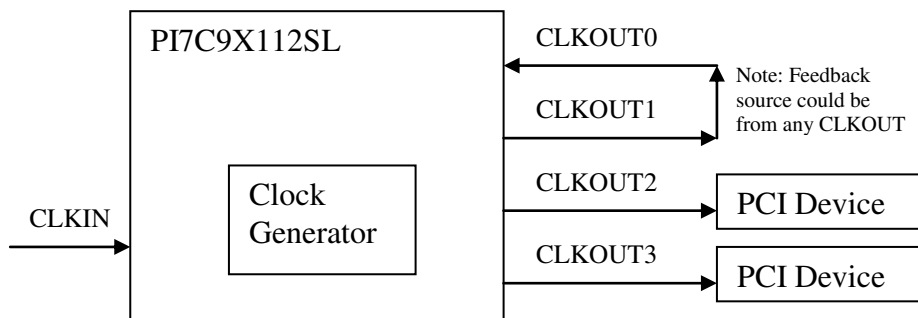 PI7C9X112SL
CLKOUT0
Note: Feedback
source could be
from any CLKOUT
CLKOUT1
Clock
Generator
CLKIN
CLKOUT2
PCI Device
CLKOUT3
PCI Device